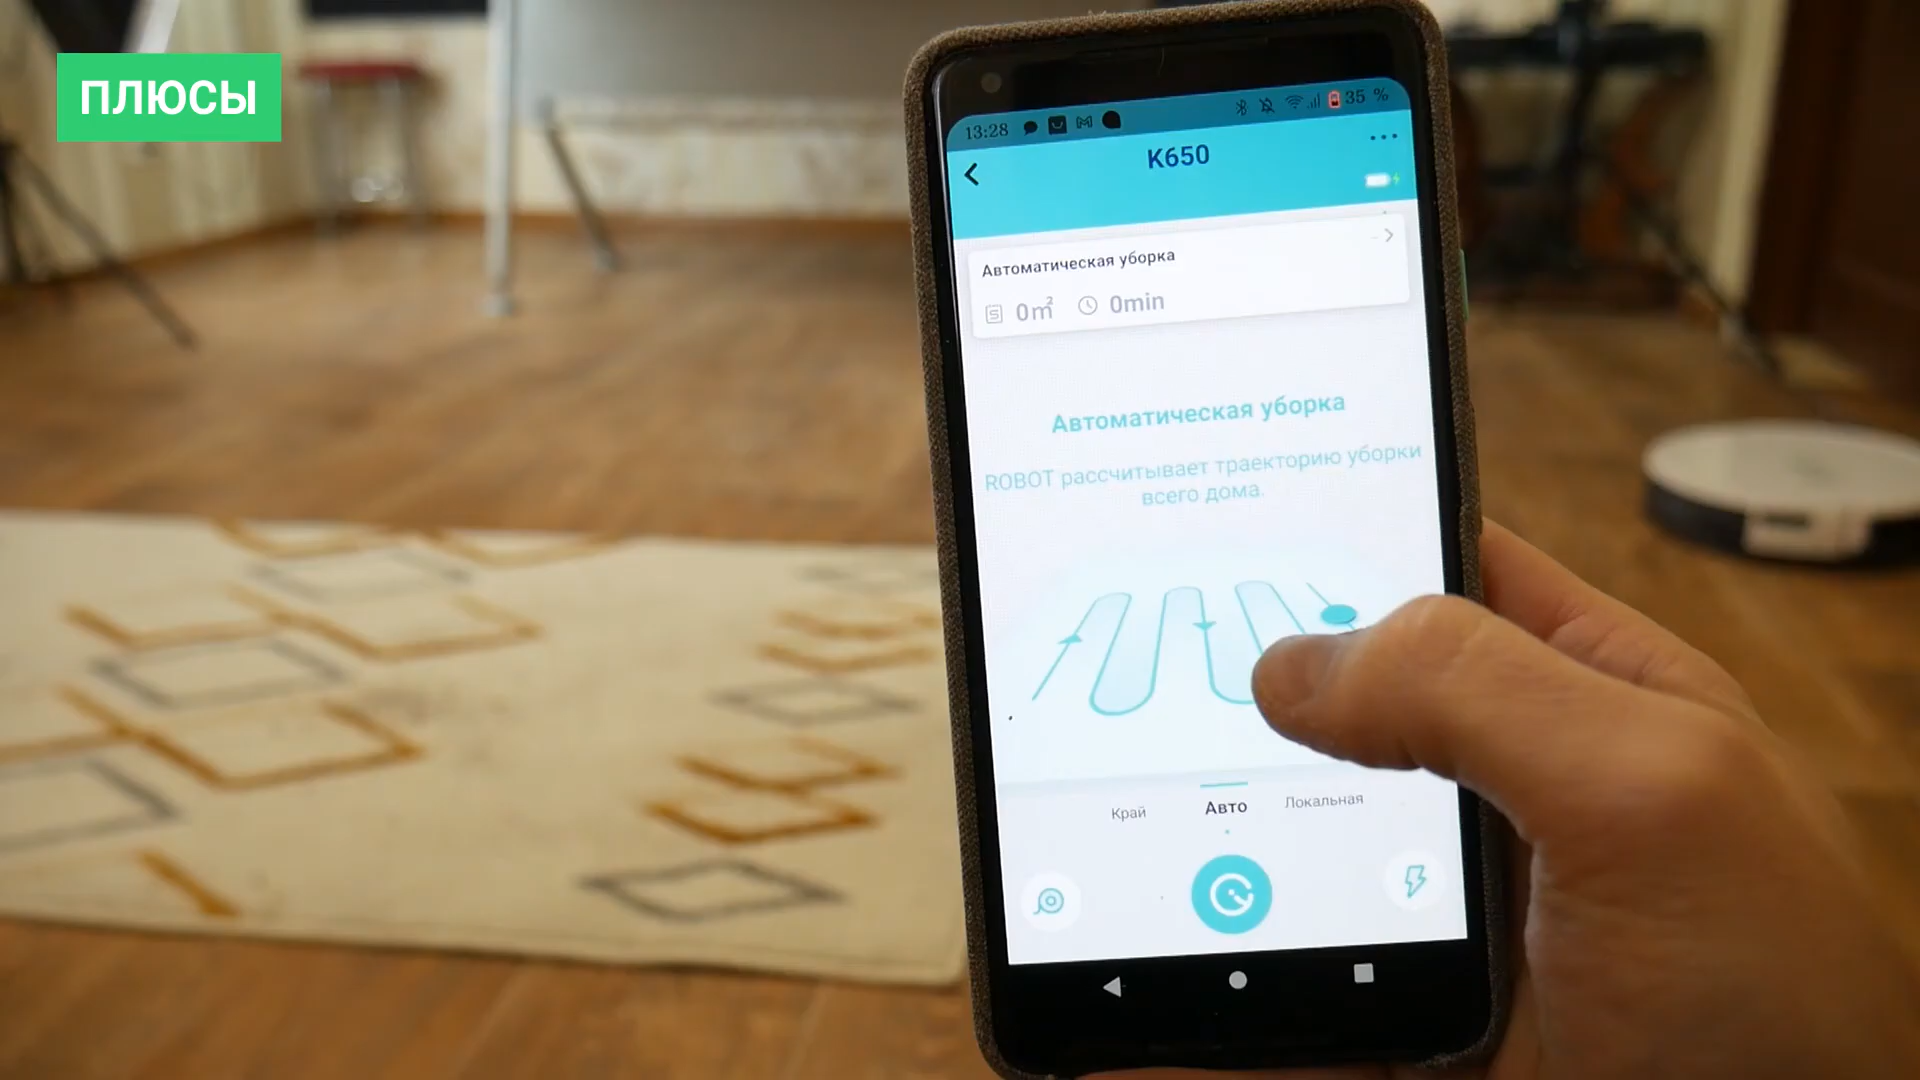 ПЛЮСЫ
13:28
35 %
K650
Автоматическая уборка
0m² 0min
Автоматическая уборка
ROBOT рассчитывает траекторию уборки
всего дома.
Край Авто Локальная